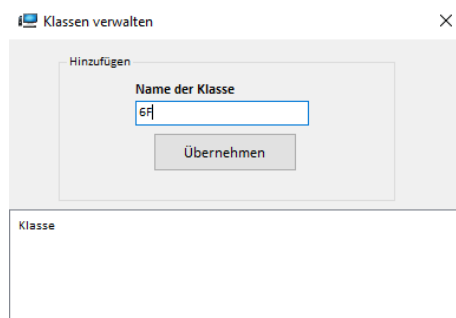 Klassen verwalten
Hinzufügen
Name der Klasse
6F
Übernehmen
Klasse